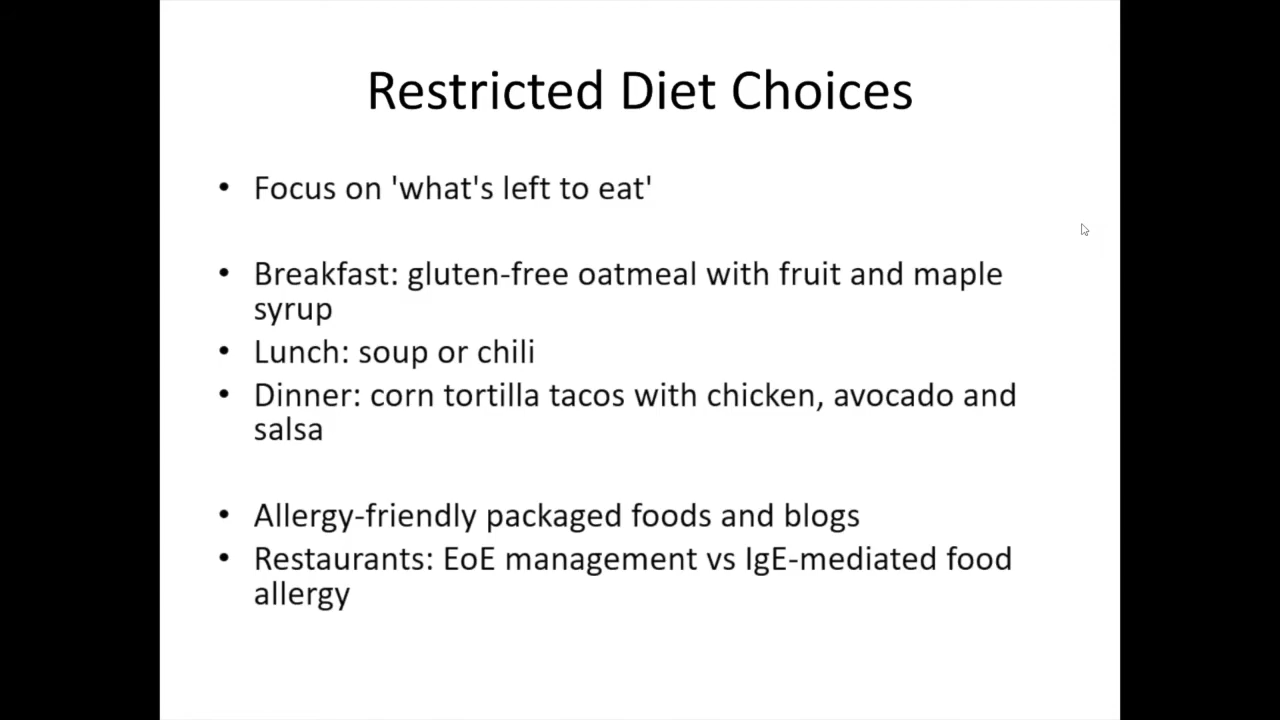 Restricted Diet Choices
• Focus on 'what's left to eat'
• Breakfast: gluten-free oatmeal with fruit and maple
syrup
• Lunch: soup or chili
• Dinner: corn tortilla tacos with chicken, avocado and
salsa
• Allergy-friendly packaged foods and blogs
• Restaurants: EoE management vs IgE-mediated food
allergy